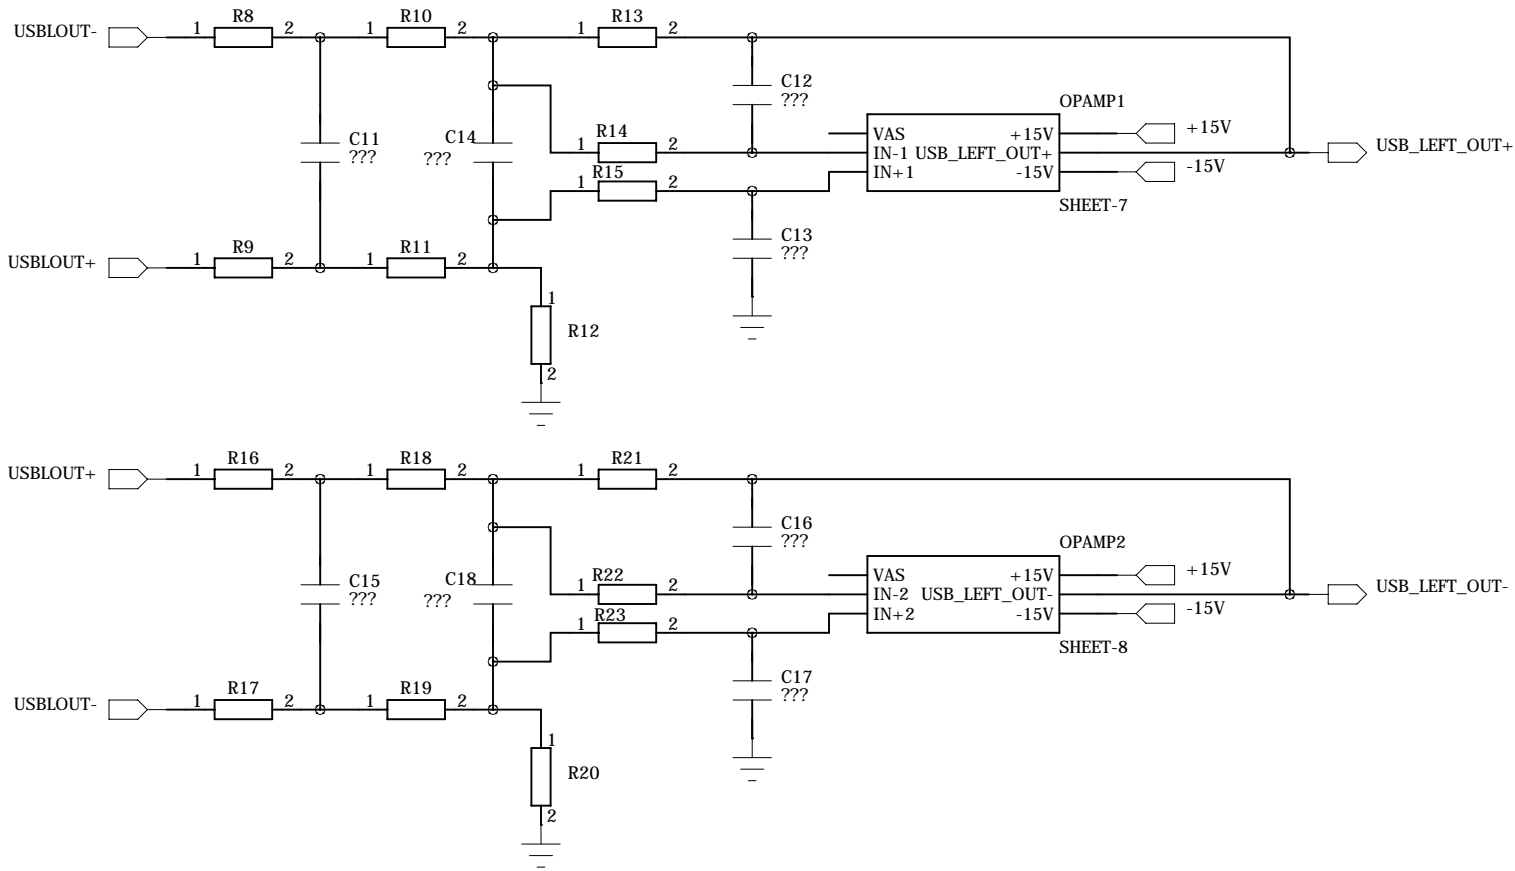 USBLOUT-
1
R8
2
1
R10
2
1
R13
2
C12
???
OPAMP1
C11
???
C14
???
1
R14
2
VAS
IN-1
IN+1
+15V
USB_LEFT_OUT+
-15V
+15V
-15V
USB_LEFT_OUT+
1
R15
2
SHEET-7
C13
???
USBLOUT+
1
R9
2
1
R11
2
1
R12
2
USBLOUT+
1
R16
2
1
R18
2
1
R21
2
C16
???
OPAMP2
C15
???
C18
???
1
R22
2
VAS
IN-2
IN+2
+15V
USB_LEFT_OUT-
-15V
+15V
-15V
USB_LEFT_OUT-
1
R23
2
SHEET-8
C17
???
USBLOUT-
1
R17
2
1
R19
2
1
R20
2